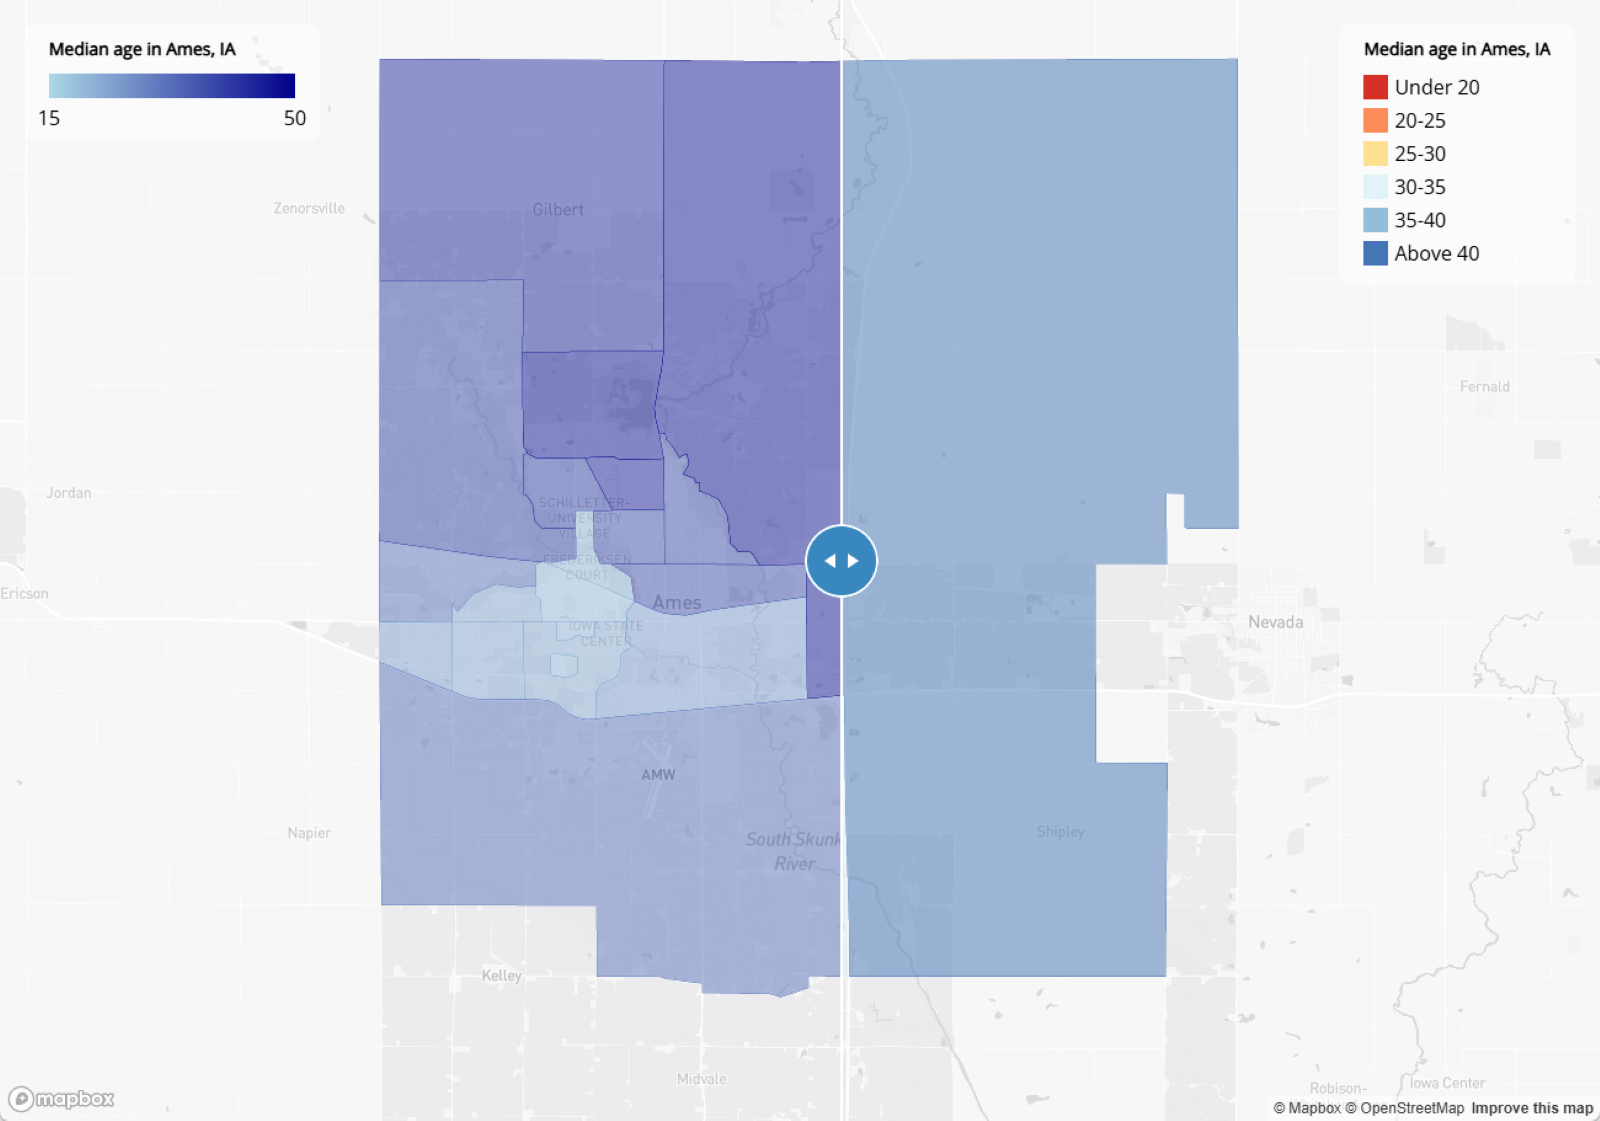 Median age in Ames, IA
15 50
Median age in Ames, IA
Under 20
20-25
25-30
30-35
35-40
Above 40
Zenorsville
Gilbert
Fernald
Jordan
SCHILLETTER-
UNIVERSITY
VILLAGE
FREDERIKSEN
COURT
Ericson
Ames
IOWA STATE
CENTER
Nevada
AMW
Napier
Shipley
South Skunk
River
Kelley
Midvale
Robison-
Iowa Center
mapbox
© Mapbox © OpenStreetMap Improve this map